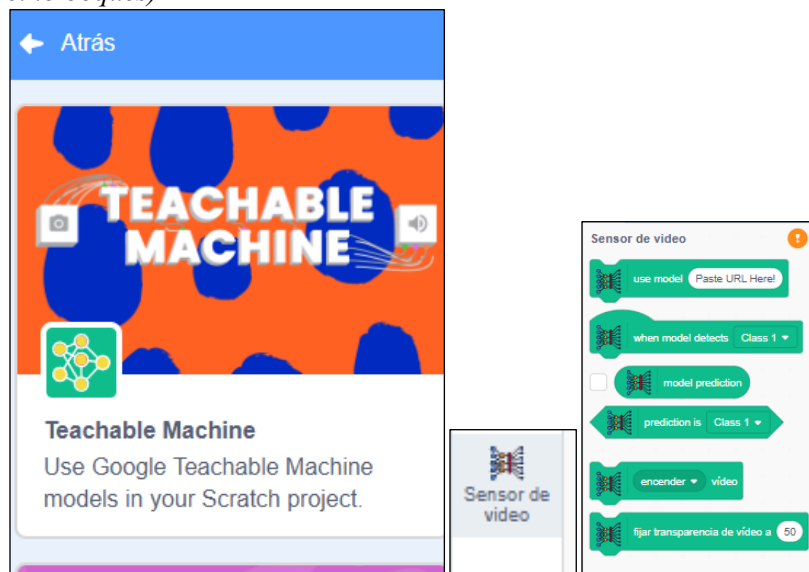 Atrás
TEACHABLE
MACHINE
Teachable Machine
Use Google Teachable Machine
models in your Scratch project.
Sensor de
video
Sensor de video
use model Paste URL Here!
when model detects Class 1
model prediction
prediction is Class 1
encender vídeo
fijar transparencia de vídeo a 50